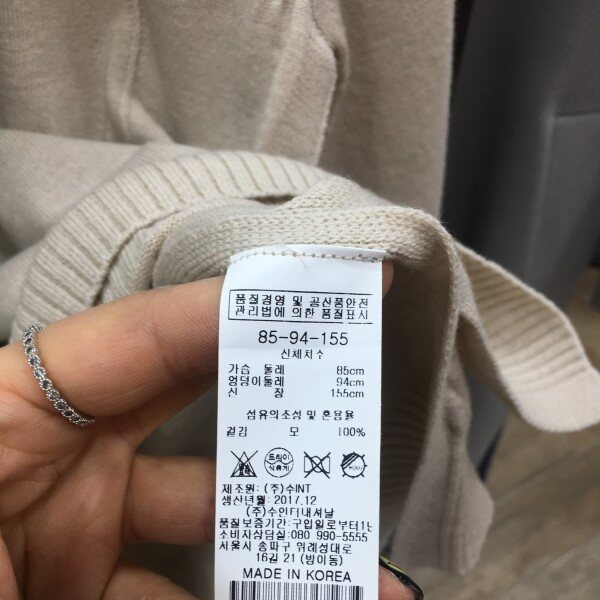 품질경영 및 공산품안전
관리법에 의한 품질표시
85-94-155
신체치수
가슴 둘레 85cm
엉덩이둘레 94cm
신 장 155cm
섬유의조성 및 혼용율
겉감 모 100%
드라이
석유계
제조원: (주)수INT
생산년월: 2017.12
(주)수인터내셔날
품질보증기간: 구입일로부터1년
소비자상담실: 080 990-5555
서울시 송파구 위례성대로
16길 21 (방이동)
MADE IN KOREA